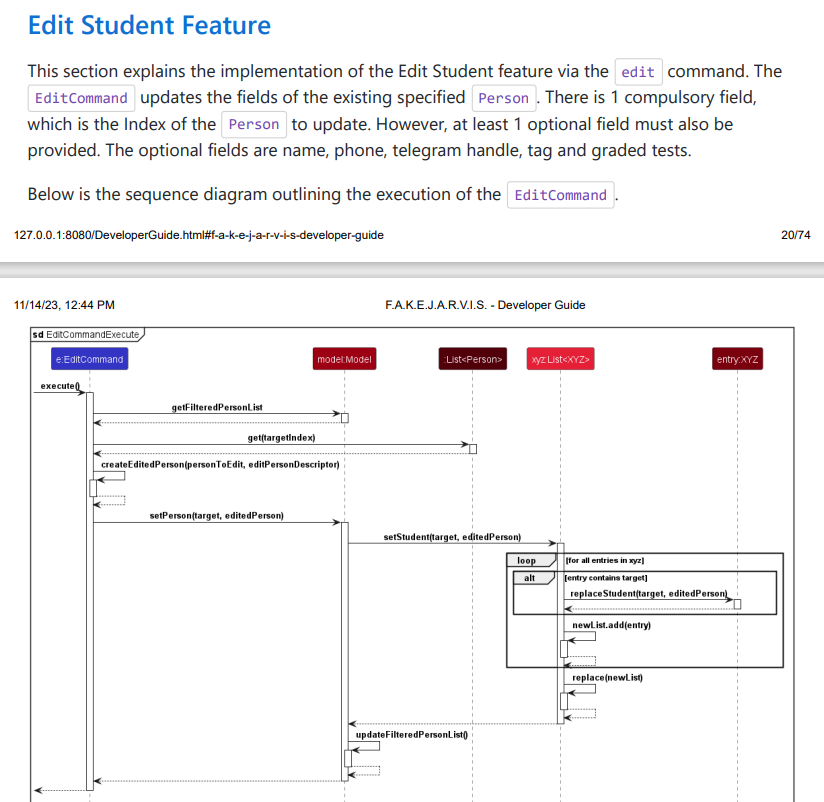 Edit Student Feature
This section explains the implementation of the Edit Student feature via the edit command. The
EditCommand updates the fields of the existing specified Person . There is 1 compulsory field,
which is the Index of the Person to update. However, at least 1 optional field must also be
provided. The optional fields are name, phone, telegram handle, tag and graded tests.
Below is the sequence diagram outlining the execution of the EditCommand .
127.0.0.1:8080/DeveloperGuide.html#f-a-k-e-j-a-r-v-i-s-developer-guide 20/74
11/14/23, 12:44 PM F.A.K.E.J.A.R.V.I.S. - Developer Guide
sd EditCommandExecute
e:EditCommand model:Model :List<Person> xyz:List<XYZ> entry:XYZ
execute()
getFilteredPersonList
get(targetIndex)
createEditedPerson(personToEdit, editPersonDescriptor)
setPerson(target, editedPerson)
setStudent(target, editedPerson)
loop [for all entries in xyz]
alt [entry contains target]
replaceStudent(target, editedPerson)
newList.add(entry)
replace(newList)
updateFilteredPersonList()